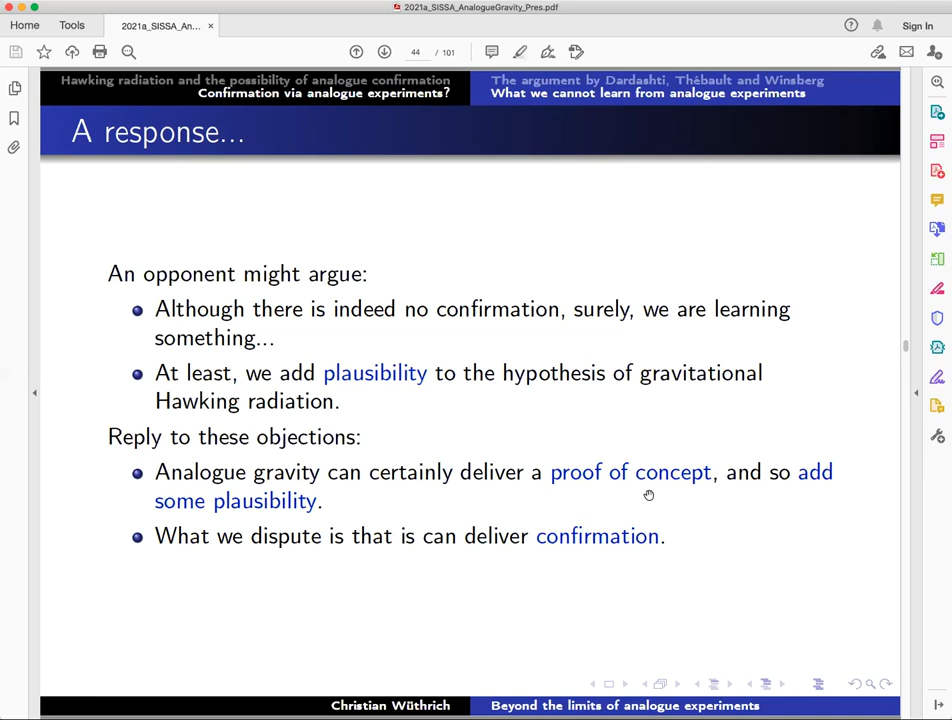 2021a_SISSA_AnalogueGravity_Pres.pdf
Home Tools 2021a_SISSA_An... × Sign In
44 / 101
Hawking radiation and the possibility of analogue confirmation
Confirmation via analogue experiments?
The argument by Dardashti, Thébault and Winsberg
What we cannot learn from analogue experiments
A response...
An opponent might argue:
Although there is indeed no confirmation, surely, we are learning
something...
At least, we add plausibility to the hypothesis of gravitational
Hawking radiation.
Reply to these objections:
Analogue gravity can certainly deliver a proof of concept, and so add
some plausibility.
What we dispute is that is can deliver confirmation.
Christian Wüthrich
Beyond the limits of analogue experiments